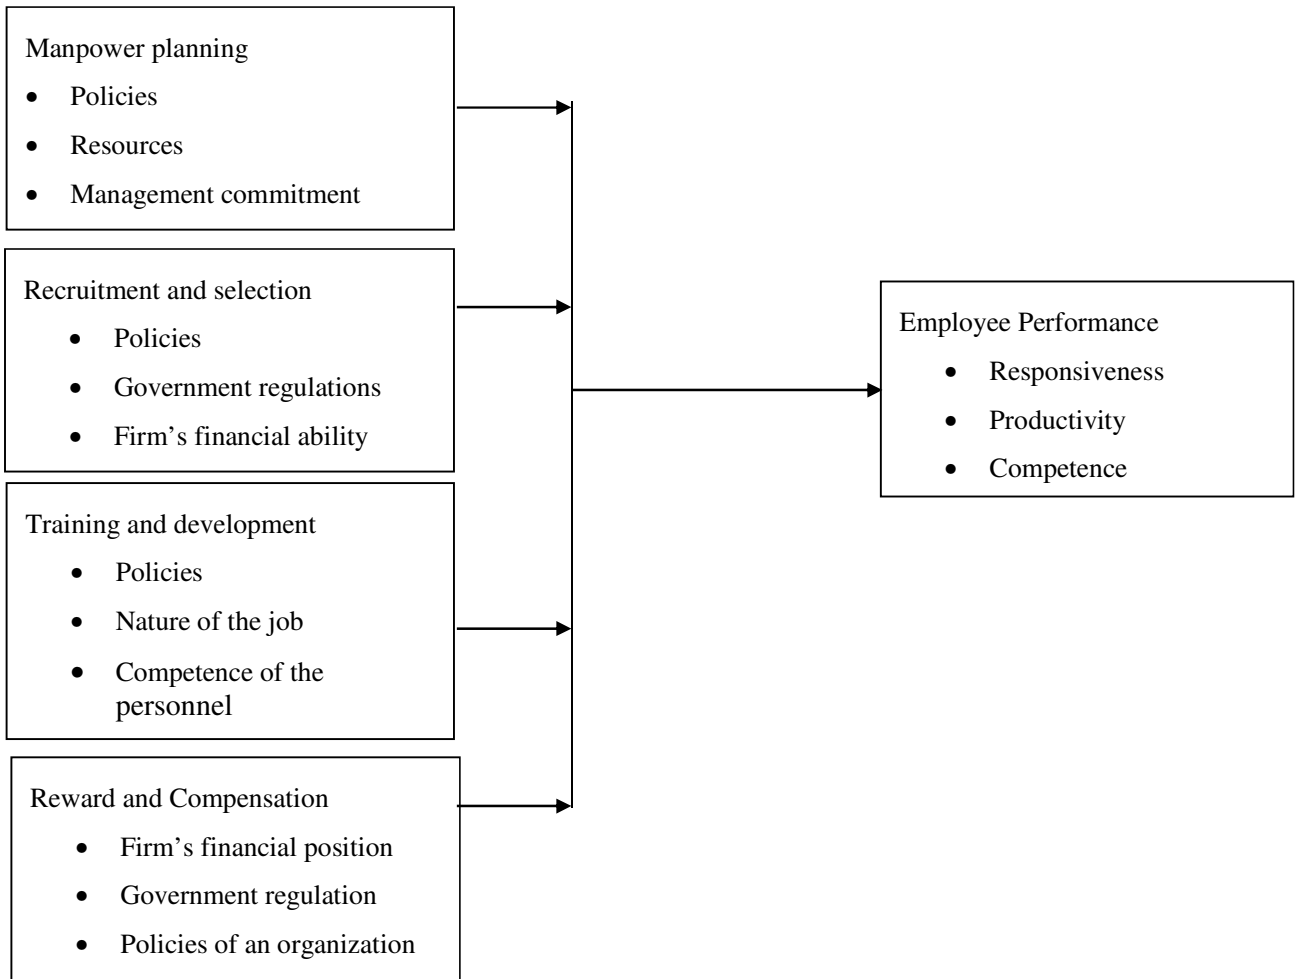 Manpower planning
• Policies
• Resources
• Management commitment
Recruitment and selection
• Policies
• Government regulations
• Firm’s financial ability
Training and development
• Policies
• Nature of the job
• Competence of the
personnel
Reward and Compensation
• Firm’s financial position
• Government regulation
• Policies of an organization
Employee Performance
• Responsiveness
• Productivity
• Competence